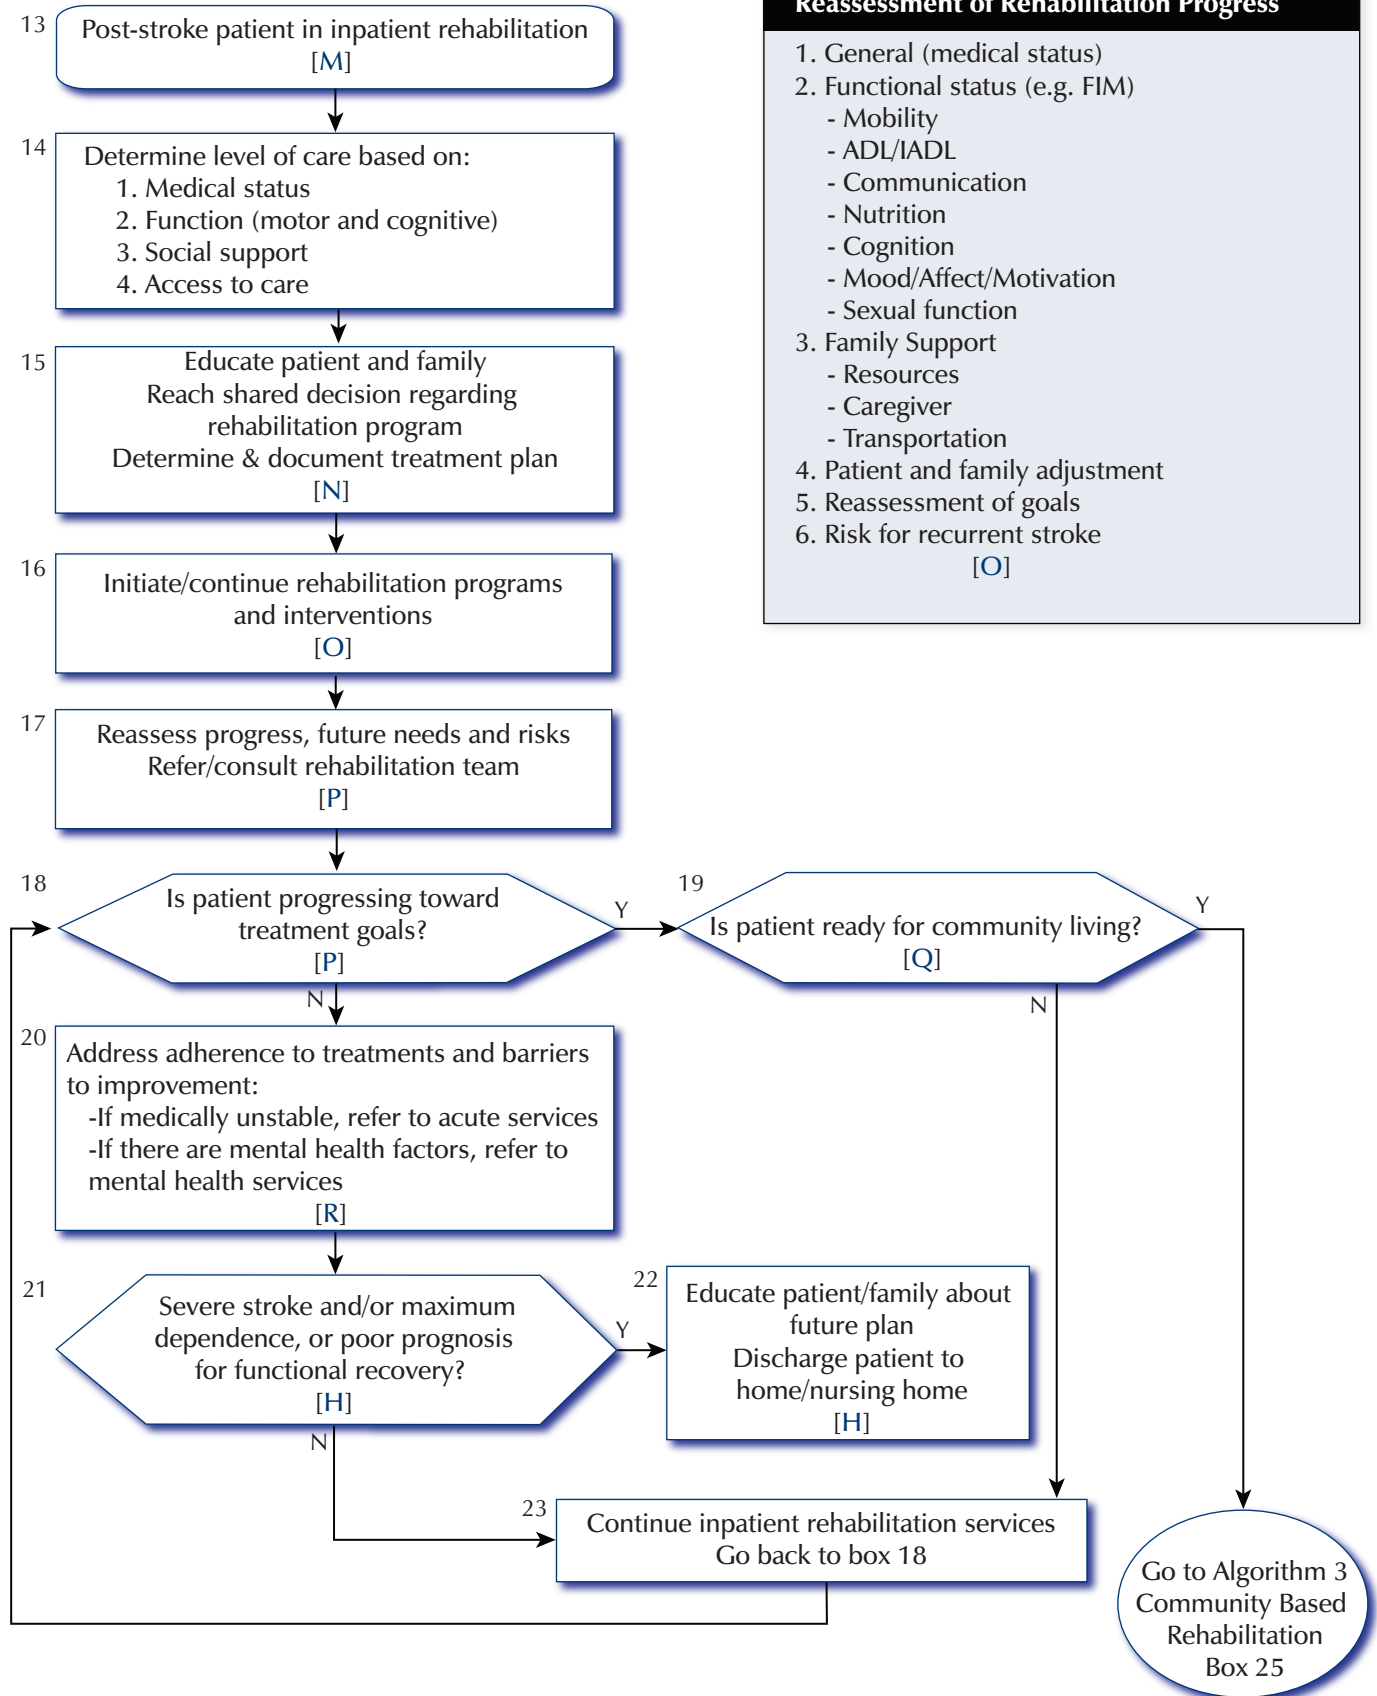 13
Post-stroke patient in inpatient rehabilitation
[M]
14
Determine level of care based on:
1. Medical status
2. Function (motor and cognitive)
3. Social support
4. Access to care
15
Educate patient and family
Reach shared decision regarding
rehabilitation program
Determine & document treatment plan
[N]
16
Initiate/continue rehabilitation programs
and interventions
[O]
17
Reassess progress, future needs and risks
Refer/consult rehabilitation team
[P]
18
Is patient progressing toward
treatment goals?
[P]
Y
N
19
Is patient ready for community living?
[Q]
Y
N
20
Address adherence to treatments and barriers
to improvement:
-If medically unstable, refer to acute services
-If there are mental health factors, refer to
mental health services
[R]
21
Severe stroke and/or maximum
dependence, or poor prognosis
for functional recovery?
[H]
Y
N
22
Educate patient/family about
future plan
Discharge patient to
home/nursing home
[H]
23
Continue inpatient rehabilitation services
Go back to box 18
Go to Algorithm 3
Community Based
Rehabilitation
Box 25
Reassessment of Rehabilitation Progress
1. General (medical status)
2. Functional status (e.g. FIM)
- Mobility
- ADL/IADL
- Communication
- Nutrition
- Cognition
- Mood/Affect/Motivation
- Sexual function
3. Family Support
- Resources
- Caregiver
- Transportation
4. Patient and family adjustment
5. Reassessment of goals
6. Risk for recurrent stroke
[O]